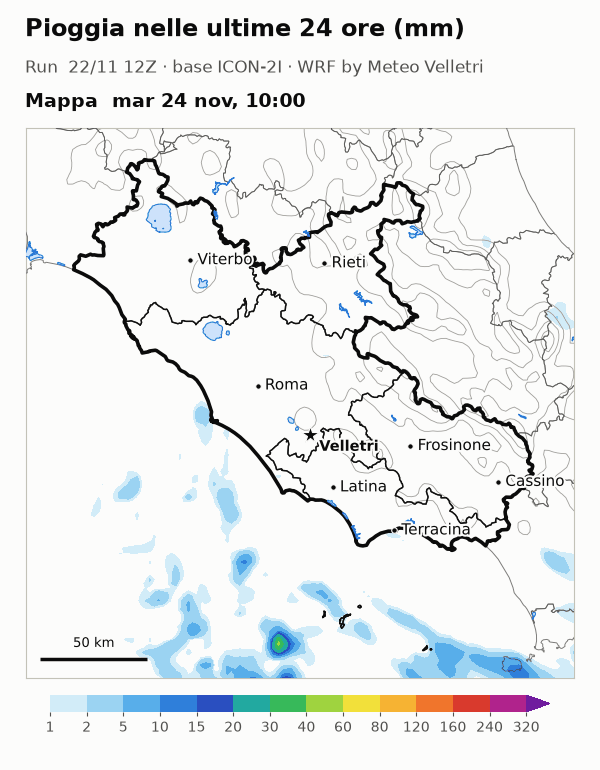 Pioggia nelle ultime 24 ore (mm)
Run 22/11 12Z · base ICON-2I · WRF by Meteo Velletri
Mappa mar 24 nov, 10:00
Viterbo
Rieti
Roma
Velletri
Frosinone
Cassino
Latina
Terracina
50 km
1 2 5 10 15 20 30 40 60 80 120 160 240 320